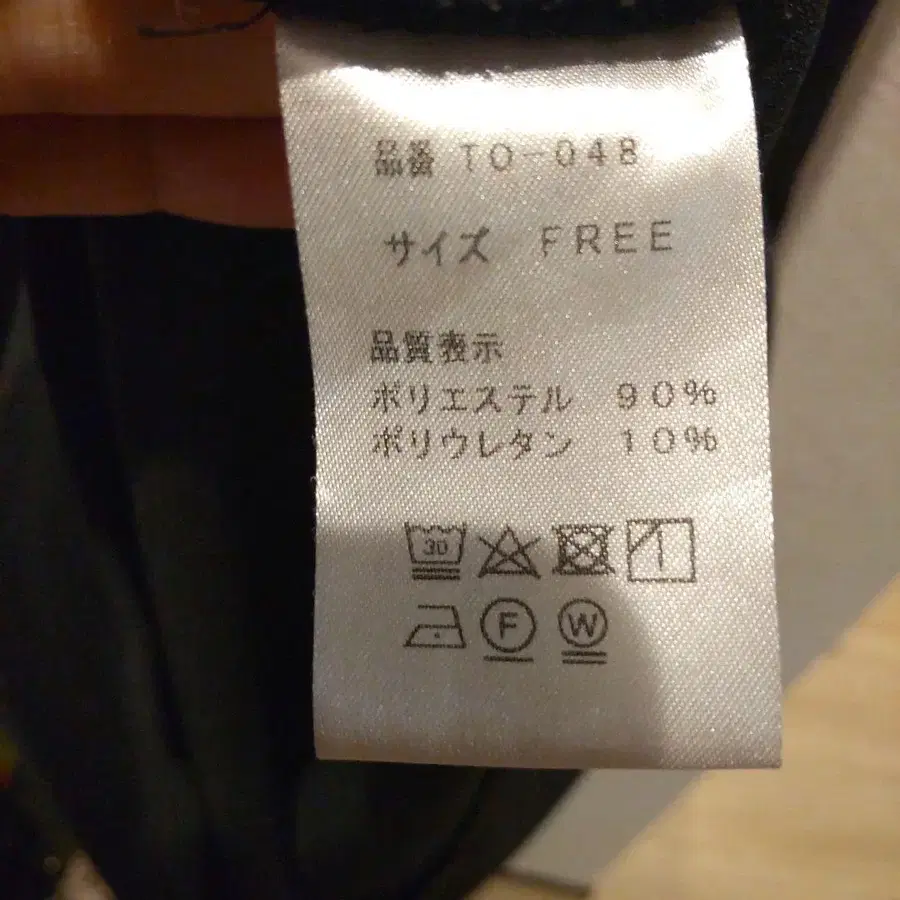 品番 TO-048
サイズ FREE
品質表示
ポリエステル 90%
ポリウレタン 10%
30
F W